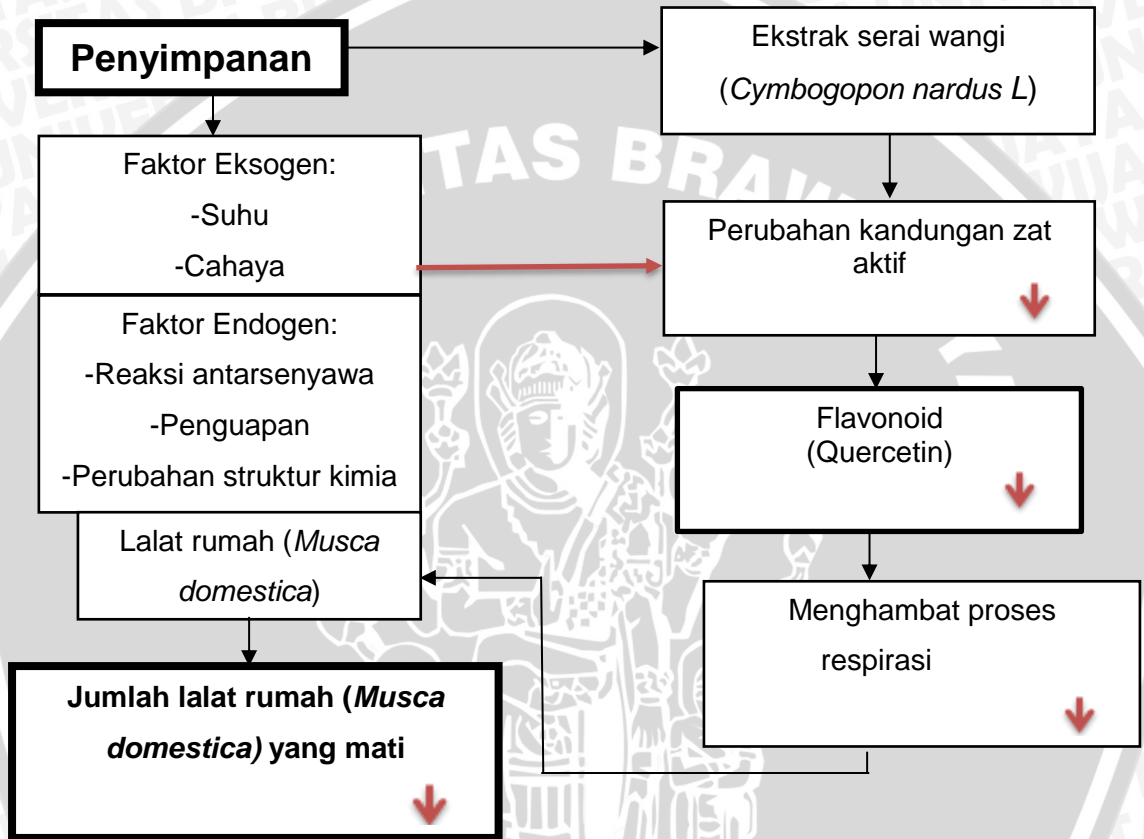 Penyimpanan
Ekstrak serai wangi
(Cymbogopon nardus L)
Faktor Eksogen:
-Suhu
-Cahaya
Perubahan kandungan zat
aktif
Faktor Endogen:
-Reaksi antarsenyawa
-Penguapan
-Perubahan struktur kimia
Flavonoid
(Quercetin)
Lalat rumah (Musca
domestica)
Menghambat proses
respirasi
Jumlah lalat rumah (Musca
domestica) yang mati
TAS BRAW